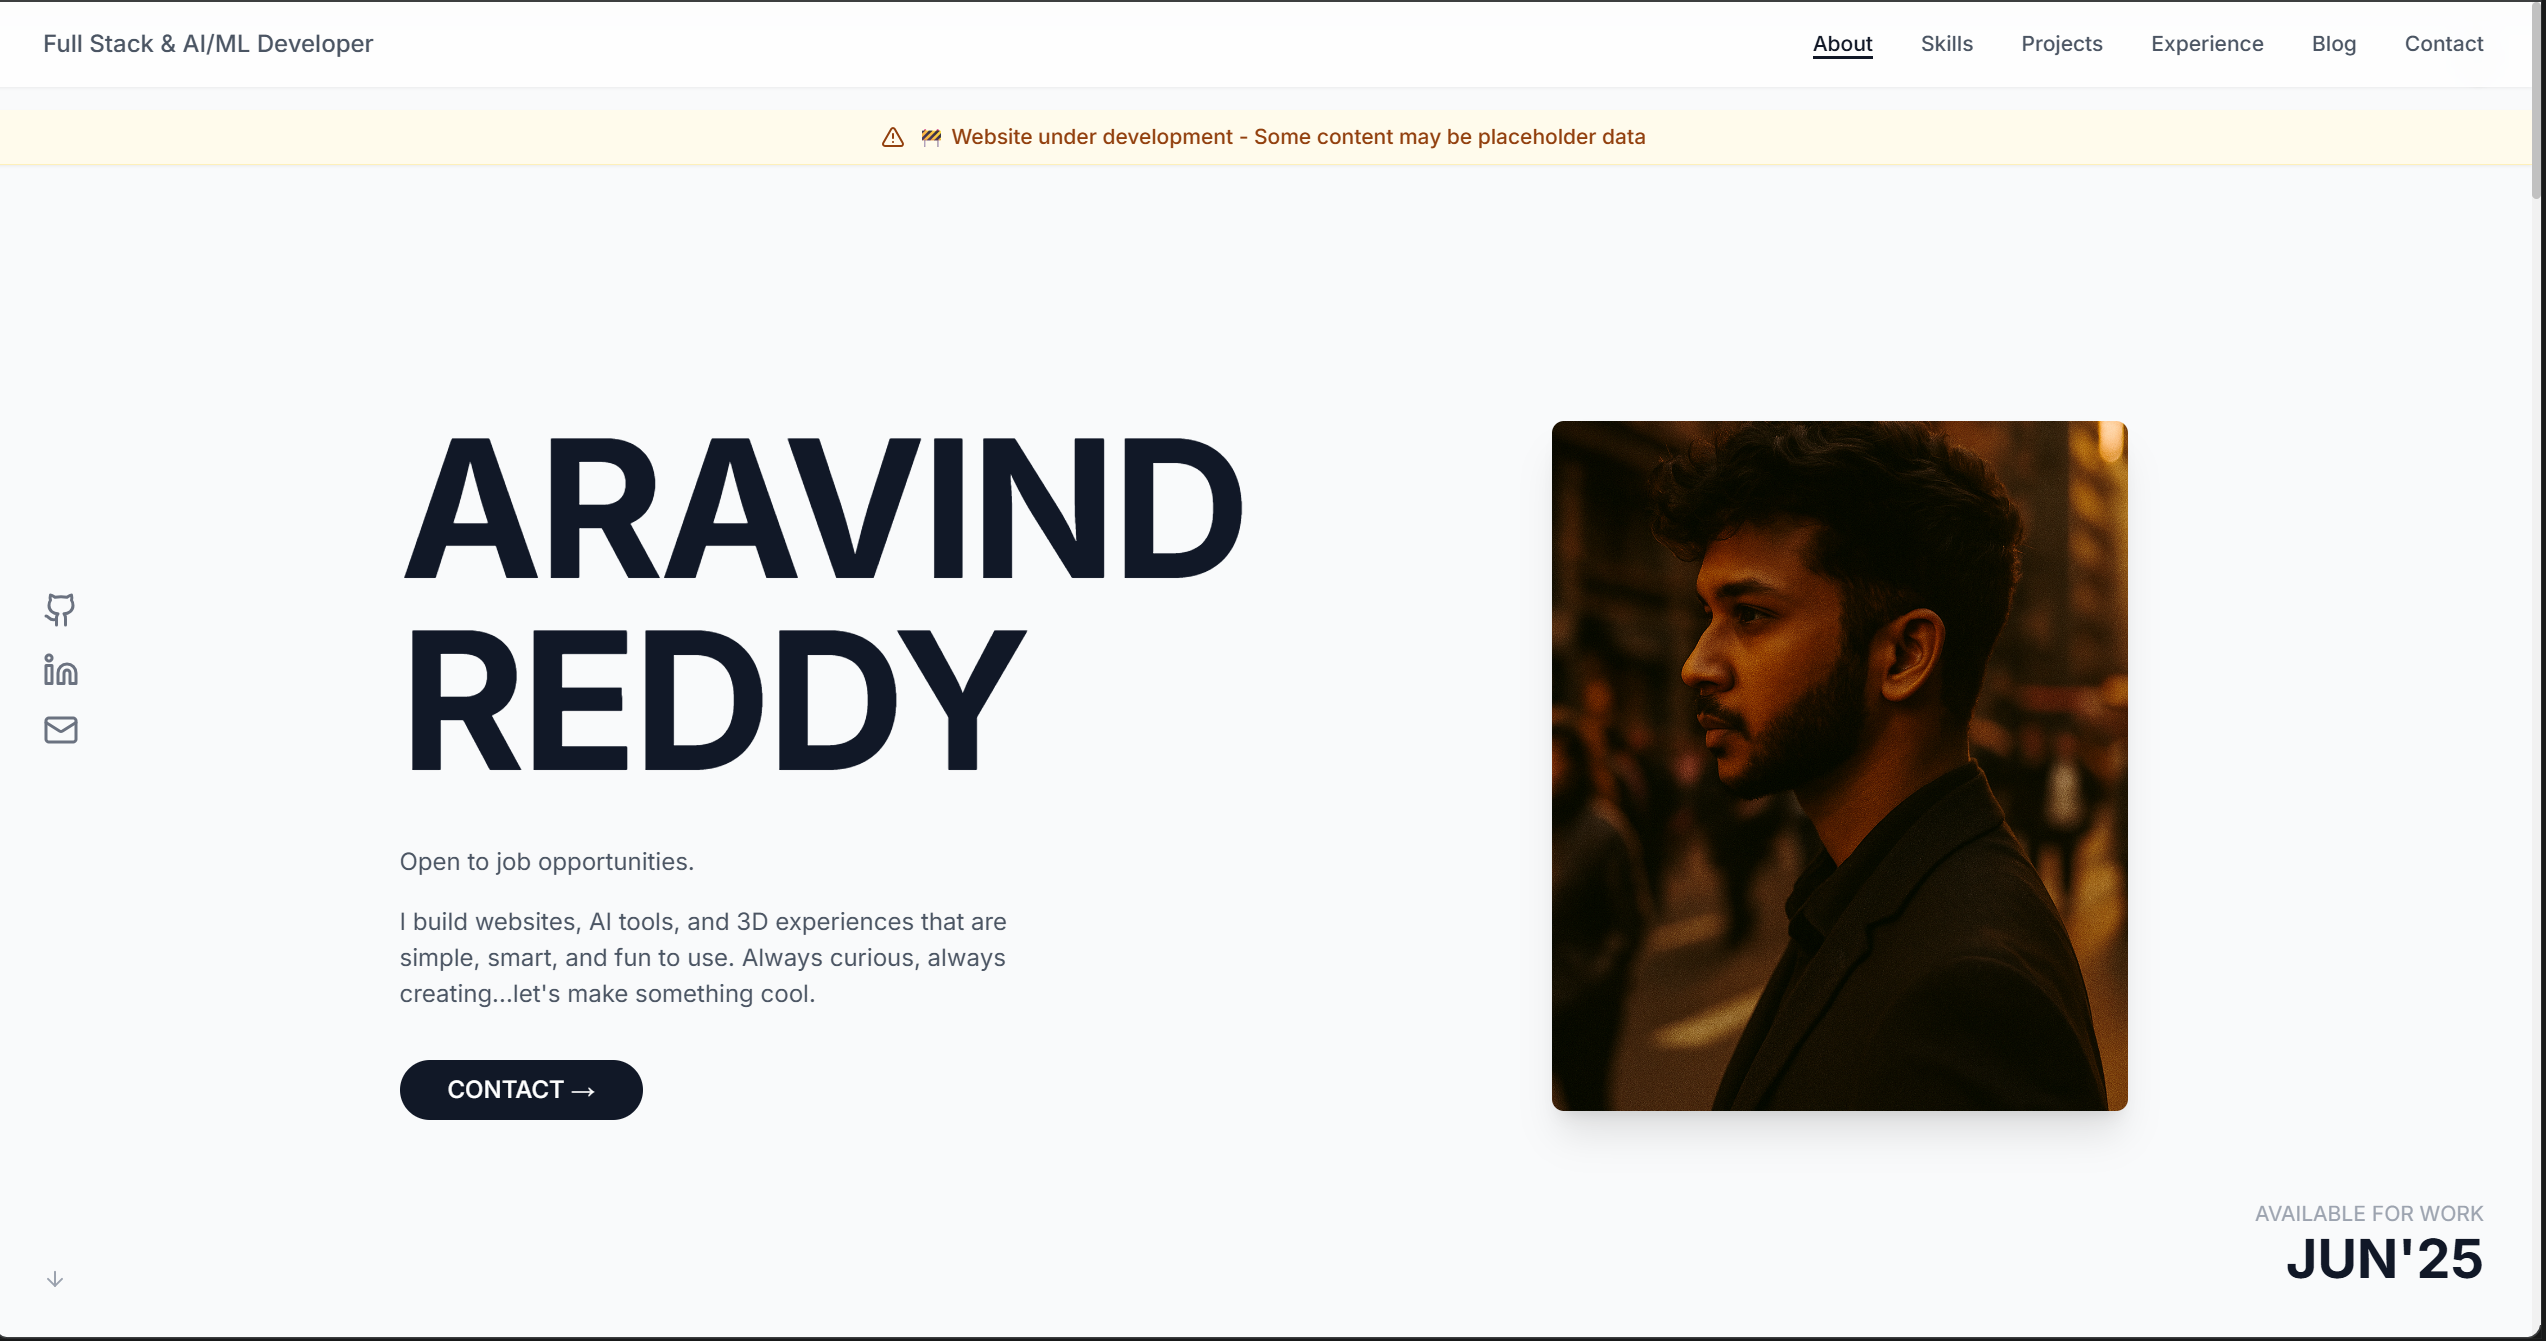 Full Stack & AI/ML Developer
About Skills Projects Experience Blog Contact
🚧 Website under development - Some content may be placeholder data
ARAVIND
REDDY
Open to job opportunities.
I build websites, AI tools, and 3D experiences that are
simple, smart, and fun to use. Always curious, always
creating...let's make something cool.
CONTACT →
AVAILABLE FOR WORK
JUN'25